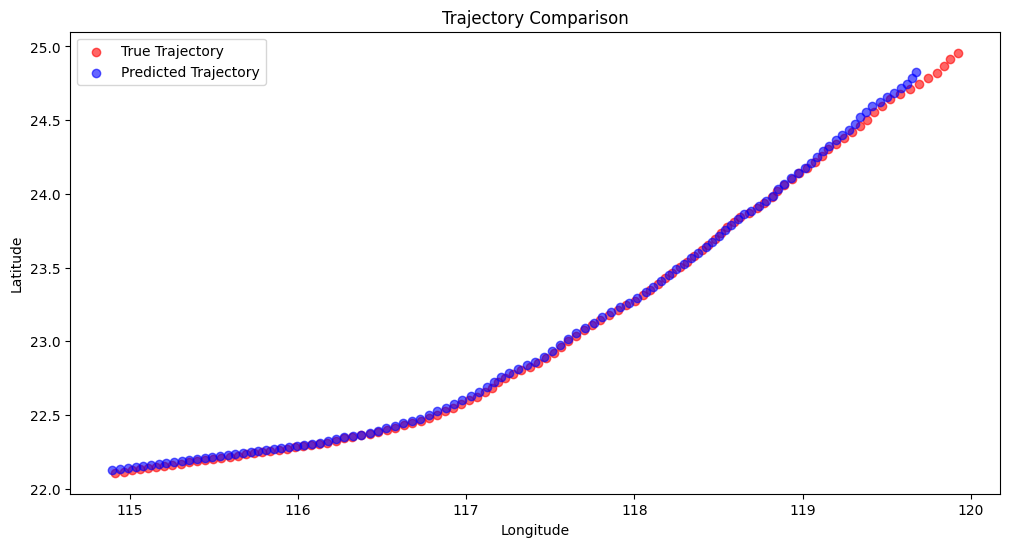 Trajectory Comparison
True Trajectory
Predicted Trajectory
25.0
24.5
24.0
23.5
23.0
22.5
22.0
Latitude
115
116
117
118
119
120
Longitude